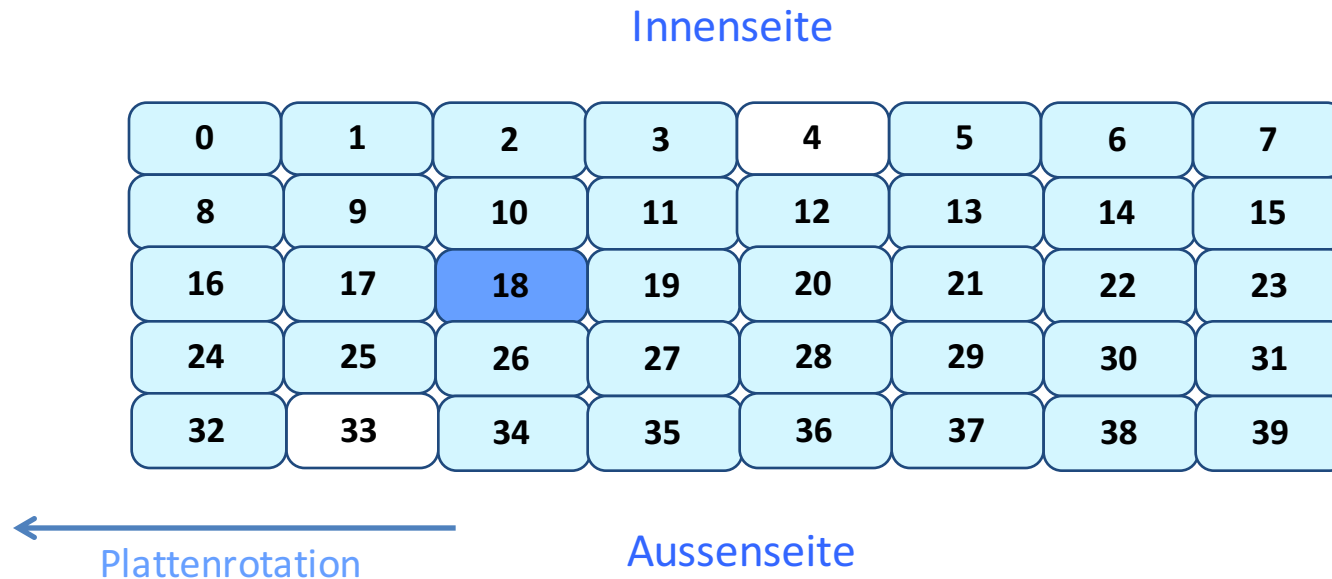 Innenseite
0 1 2 3 4 5 6 7
8 9 10 11 12 13 14 15
16 17 18 19 20 21 22 23
24 25 26 27 28 29 30 31
32 33 34 35 36 37 38 39
Plattenrotation
Aussenseite